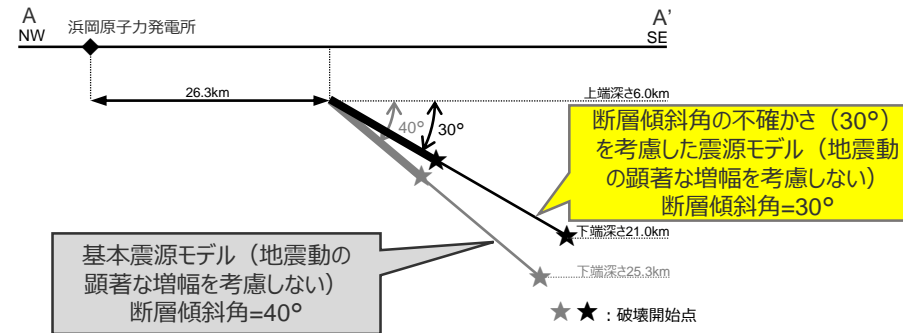 A
NW
浜岡原子力発電所
A’
SE
26.3km
上端深さ6.0km
40°
30°
断層傾斜角の不確かさ（30°）
を考慮した震源モデル（地震動
の顕著な増幅を考慮しない）
断層傾斜角=30°
下端深さ21.0km
基本震源モデル（地震動の
顕著な増幅を考慮しない）
断層傾斜角=40°
下端深さ25.3km
★ ★ ：破壊開始点